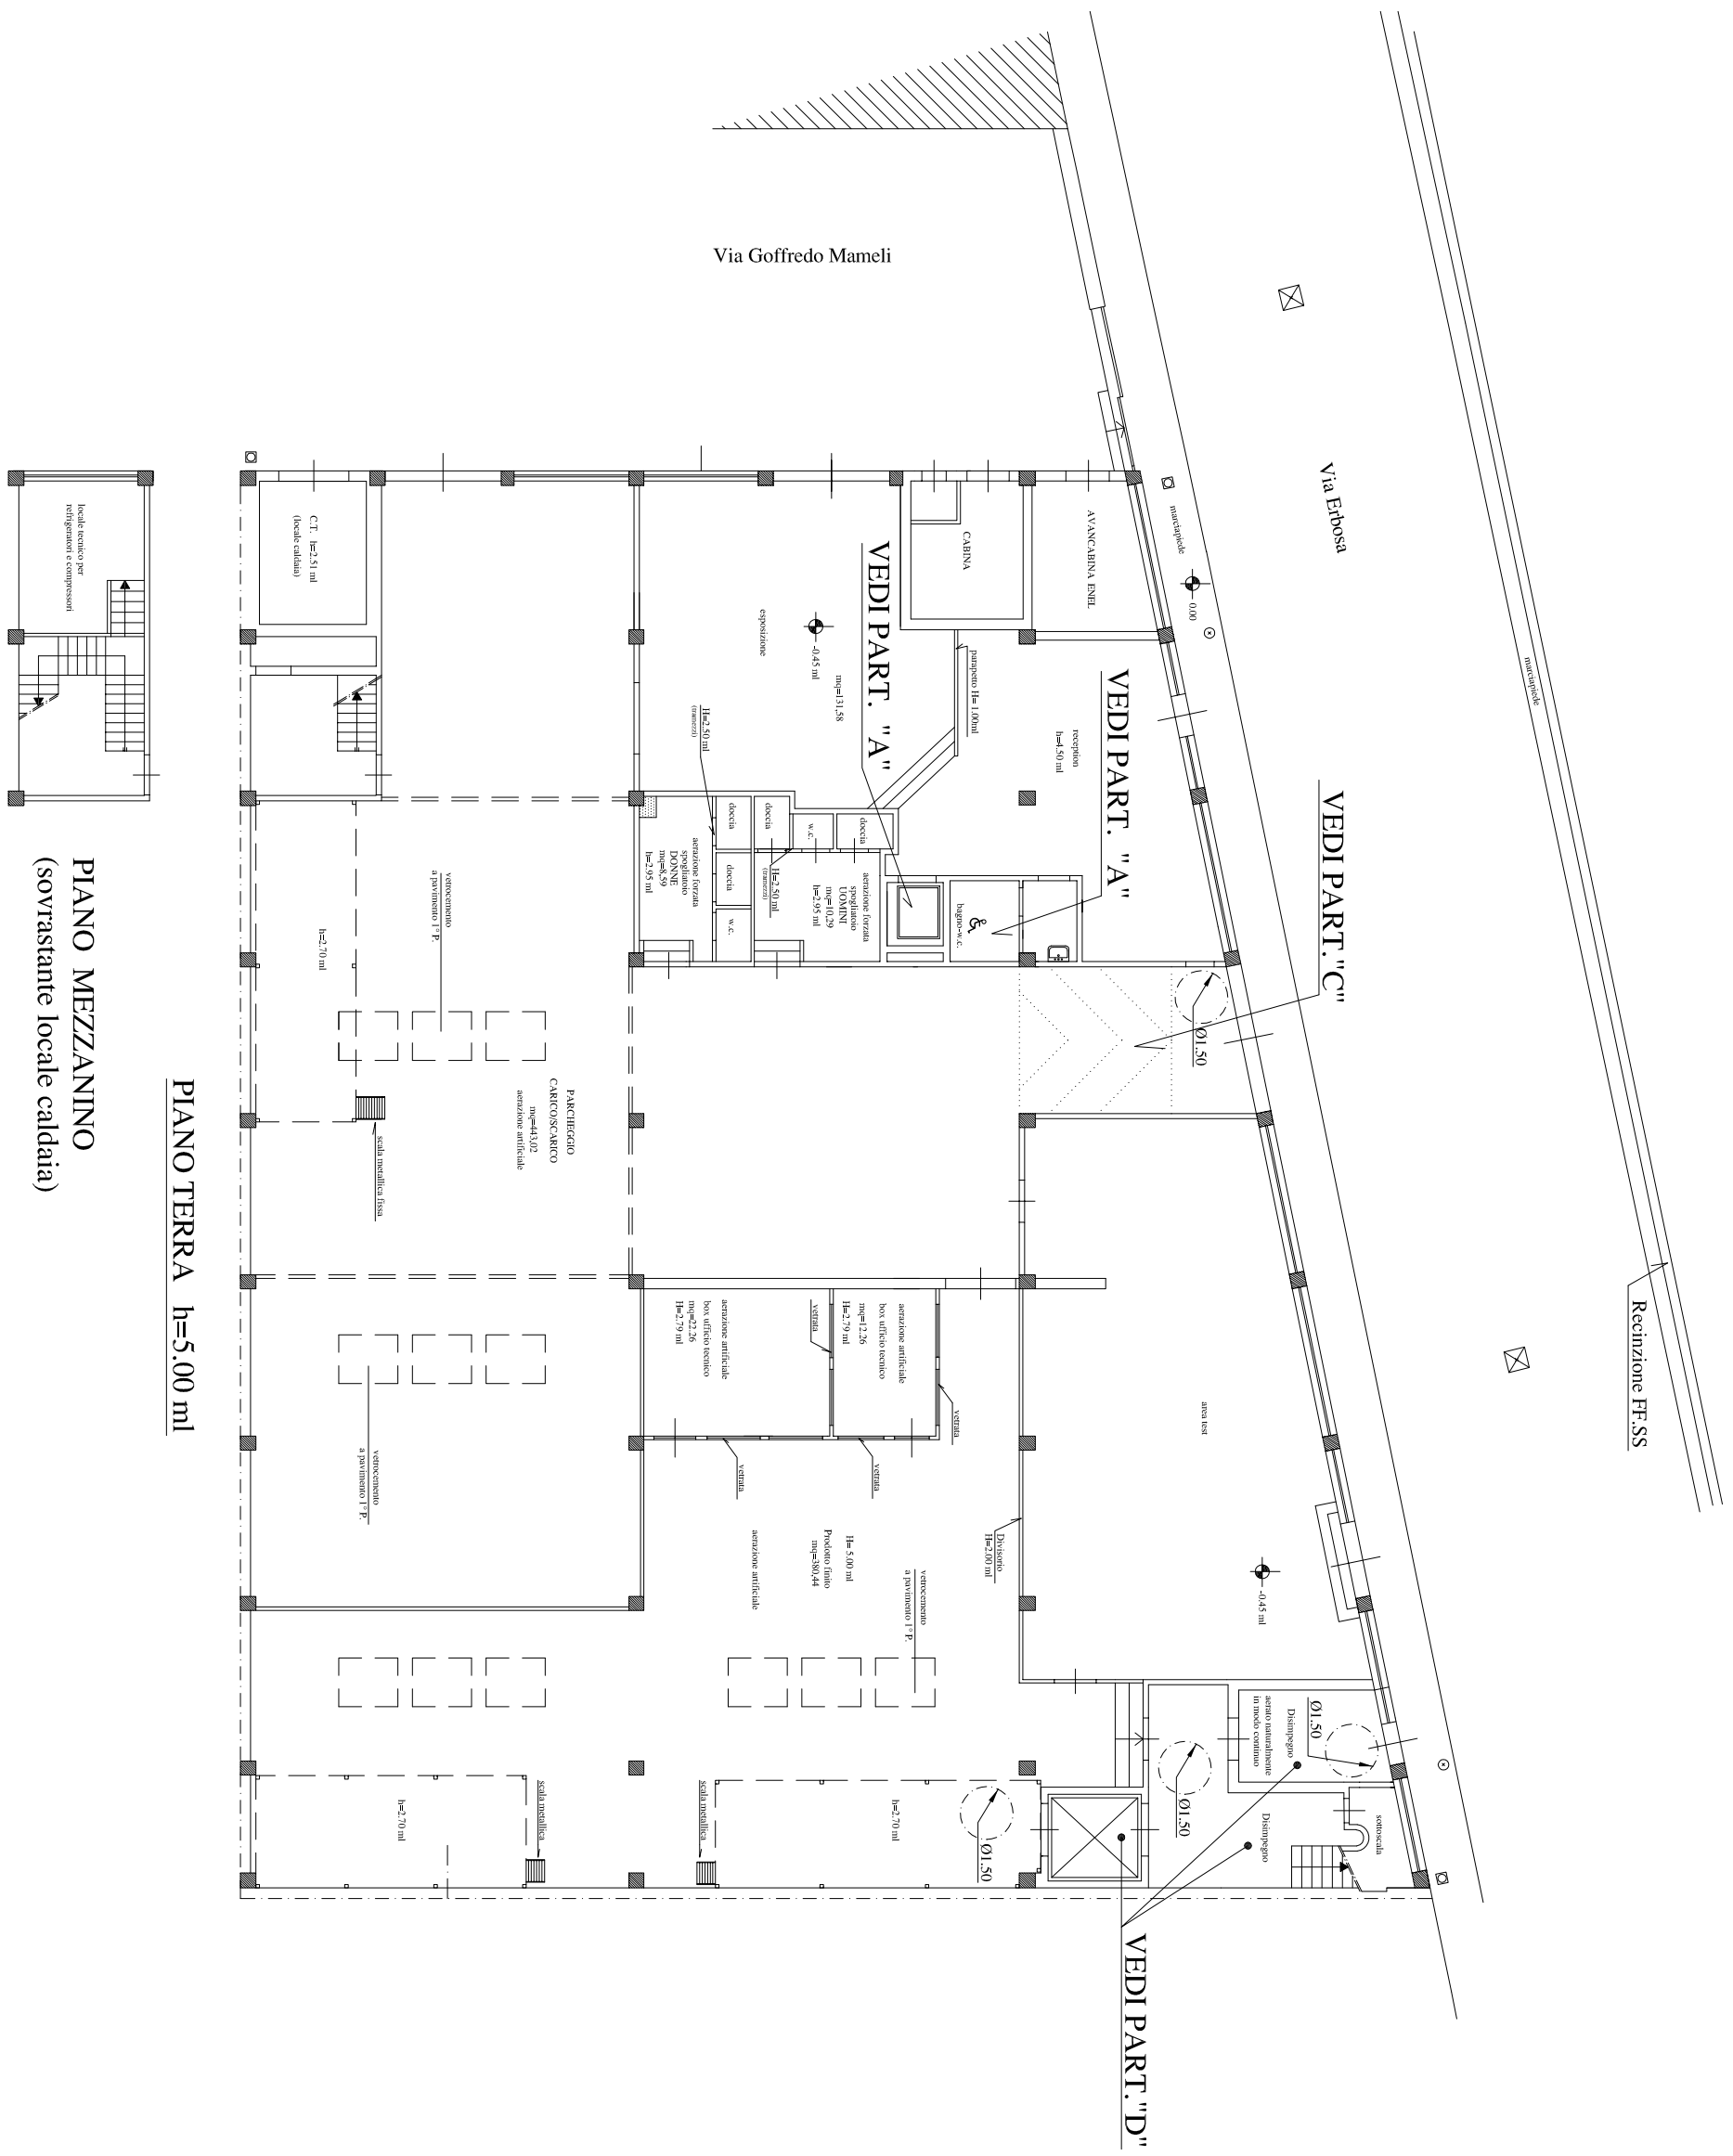 Via Goffredo Mameli
Via Erbosa
marciapiede
marciapiede
0.00
Recinzione FF.SS
VEDI PART."C"
VEDI PART. "A"
VEDI PART. "A"
AVANCABINA ENEL
CABINA
parapetto H= 1.00ml
reception
h=4.50 ml
esposizione
-0.45 ml
mq=131,58
H=2.50 ml
(tramezzi)
doccia
doccia
w.c.
doccia
doccia
w.c.
aerazione forzata
spogliatoio
DONNE
mq=8,59
h=2.95 ml
H=2.50 ml
(tramezzi)
aerazione forzata
spogliatoio
UOMINI
mq=10,29
h=2.95 ml
bagno-w.c.
Ø1.50
C.T. h=2.51 ml
(locale caldaia)
locale tecnico per
refrigeratori e compressori
PIANO MEZZANINO
(sovrastante locale caldaia)
PIANO TERRA h=5.00 ml
h=2.70 ml
vetrocemento
a pavimento 1° P.
scala metallica fissa
PARCHEGGIO
CARICO/SCARICO
mq=443,02
aerazione artificiale
aerazione artificiale
box ufficio tecnico
mq=22.26
H=2.79 ml
vetrata
aerazione artificiale
box ufficio tecnico
mq=12.26
H=2.79 ml
vetrata
vetrata
vetrata
vetrocemento
a pavimento 1° P.
area test
-0.45 ml
Divisorio
H=2.00 ml
H= 5.00 ml
Prodotto finito
mq=380,44
aerazione artificiale
vetrocemento
a pavimento 1° P.
Disimpegno
aerato naturalmente
in modo continuo
Ø1.50
Ø1.50
Ø1.50
Disimpegno
sottoscala
h=2.70 ml
scala metallica
scala metallica
h=2.70 ml
VEDI PART."D"